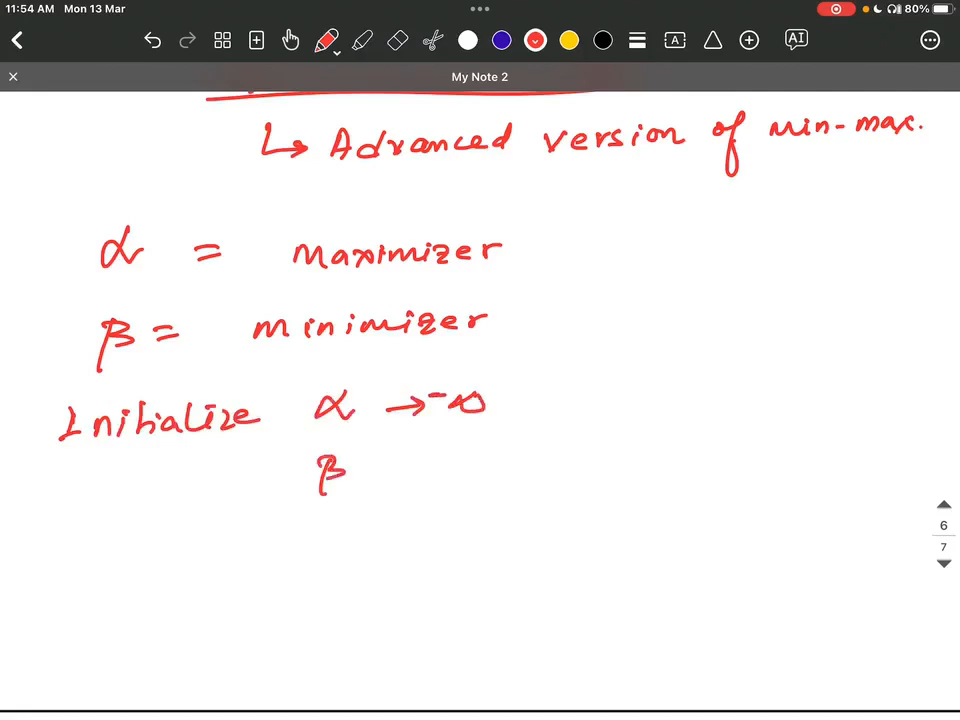 11:54 AM Mon 13 Mar 80%
A AI
My Note 2
↳ Advanced version of Min-max.
α = Maximizer
β = minimizer
Initialize α → -∞
β
6
7